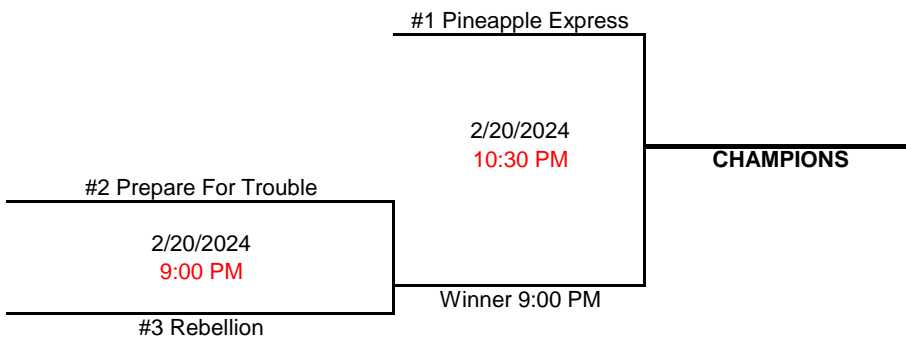 #1 Pineapple Express
2/20/2024
10:30 PM
CHAMPIONS
#2 Prepare For Trouble
2/20/2024
9:00 PM
Winner 9:00 PM
#3 Rebellion